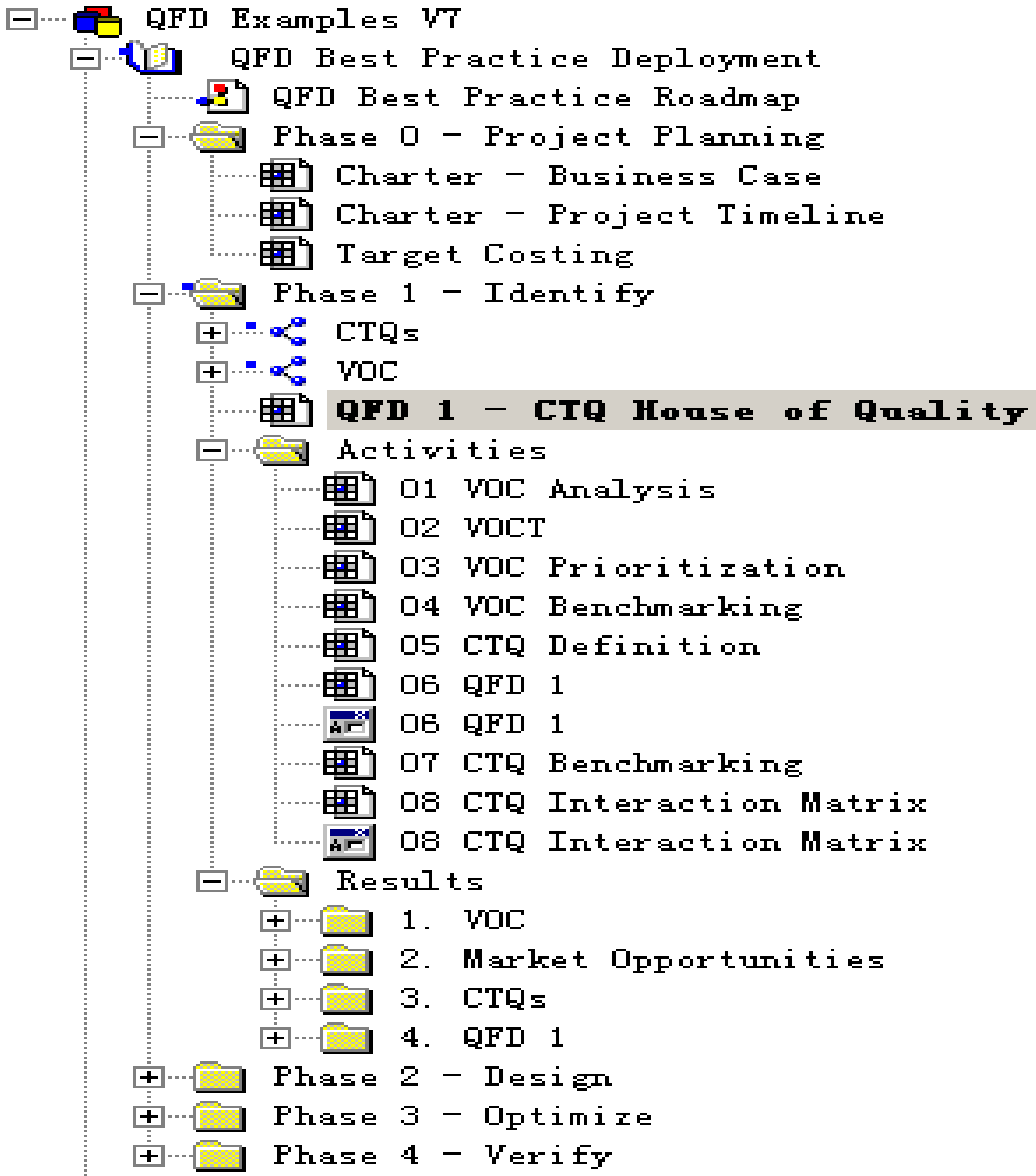 QFD Examples V7
QFD Best Practice Deployment
QFD Best Practice Roadmap
Phase 0 - Project Planning
Charter - Business Case
Charter - Project Timeline
Target Costing
Phase 1 - Identify
CTQs
VOC
QFD 1 - CTQ House of Quality
Activities
01 VOC Analysis
02 VOCT
03 VOC Prioritization
04 VOC Benchmarking
05 CTQ Definition
06 QFD 1
06 QFD 1
07 CTQ Benchmarking
08 CTQ Interaction Matrix
08 CTQ Interaction Matrix
Results
1. VOC
2. Market Opportunities
3. CTQs
4. QFD 1
Phase 2 - Design
Phase 3 - Optimize
Phase 4 - Verify